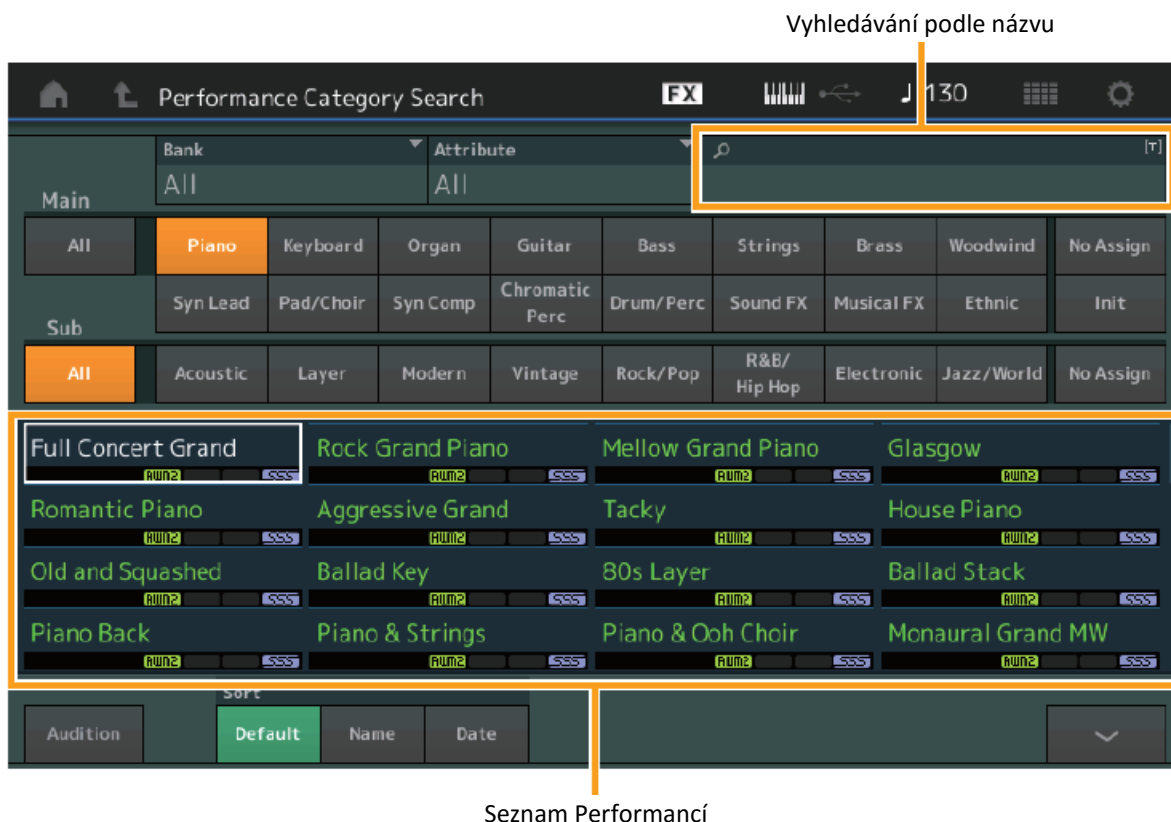 Vyhledávání podle názvu
Performance Category Search FX ♩ 130
Bank Attribute [T]
All All
Main
All Piano Keyboard Organ Guitar Bass Strings Brass Woodwind No Assign
Syn Lead Pad/Choir Syn Comp Chromatic Perc Drum/Perc Sound FX Musical FX Ethnic Init
Sub
All Acoustic Layer Modern Vintage Rock/Pop R&B/ Hip Hop Electronic Jazz/World No Assign
Full Concert Grand Rock Grand Piano Mellow Grand Piano Glasgow
AWM2 SSS AWM2 SSS AWM2 SSS AWM2 SSS
Romantic Piano Aggressive Grand Tacky House Piano
AWM2 SSS AWM2 SSS AWM2 SSS AWM2 SSS
Old and Squashed Ballad Key 80s Layer Ballad Stack
AWM2 SSS AWM2 SSS AWM2 SSS AWM2 SSS
Piano Back Piano & Strings Piano & Ooh Choir Monaural Grand MW
AWM2 SSS AWM2 SSS AWM2 SSS AWM2 SSS
Sort
Audition Default Name Date
Seznam Performancí